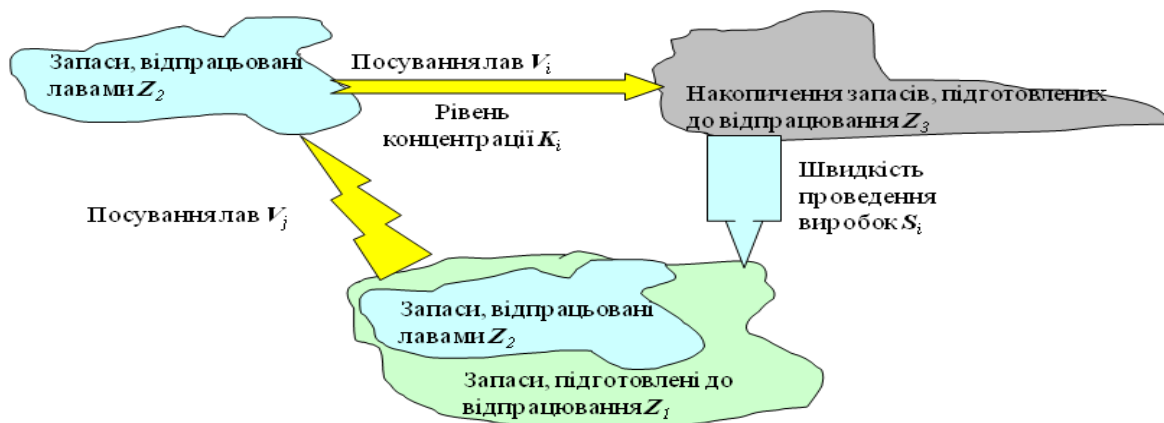 Запаси, відпрацьовані
лавами Z2
Посування лав Vi
Рівень
концентрації Ki
Накопичення запасів, підготовлених
до відпрацювання Z3
Швидкість
проведення
виробок Si
Посування лав Vj
Запаси, відпрацьовані
лавами Z2
Запаси, підготовлені до
відпрацювання Z1